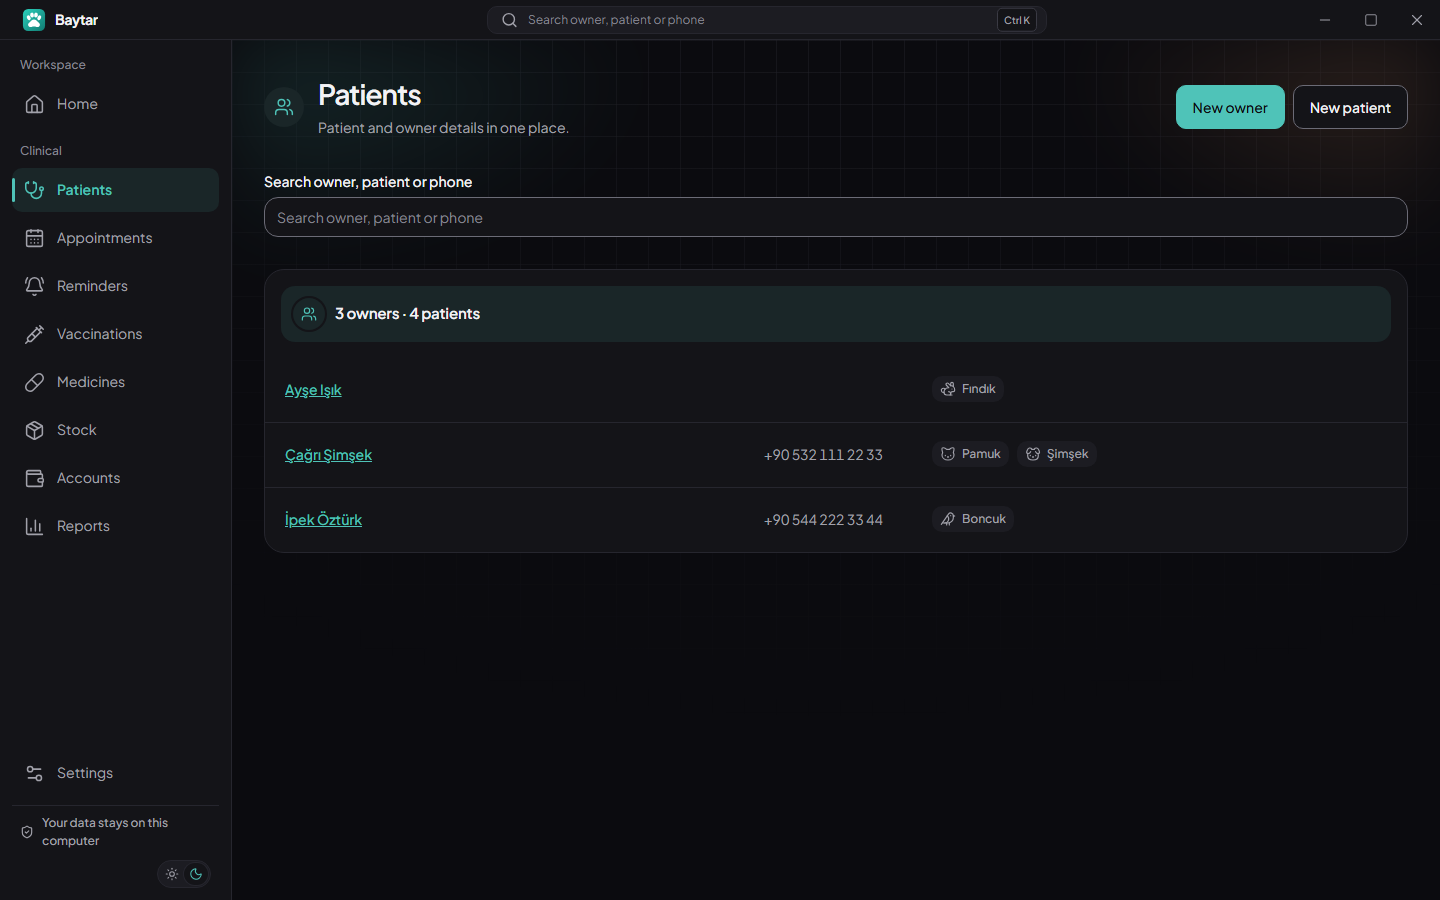 Baytar
Search owner, patient or phone
Ctrl K
Workspace
Home
Clinical
Patients
Appointments
Reminders
Vaccinations
Medicines
Stock
Accounts
Reports
Settings
Your data stays on this
computer
Patients
Patient and owner details in one place.
New owner
New patient
Search owner, patient or phone
Search owner, patient or phone
3 owners · 4 patients
Ayşe Işık
Fındık
Çağrı Şimşek
+90 532 111 22 33
Pamuk
Şimşek
İpek Öztürk
+90 544 222 33 44
Boncuk